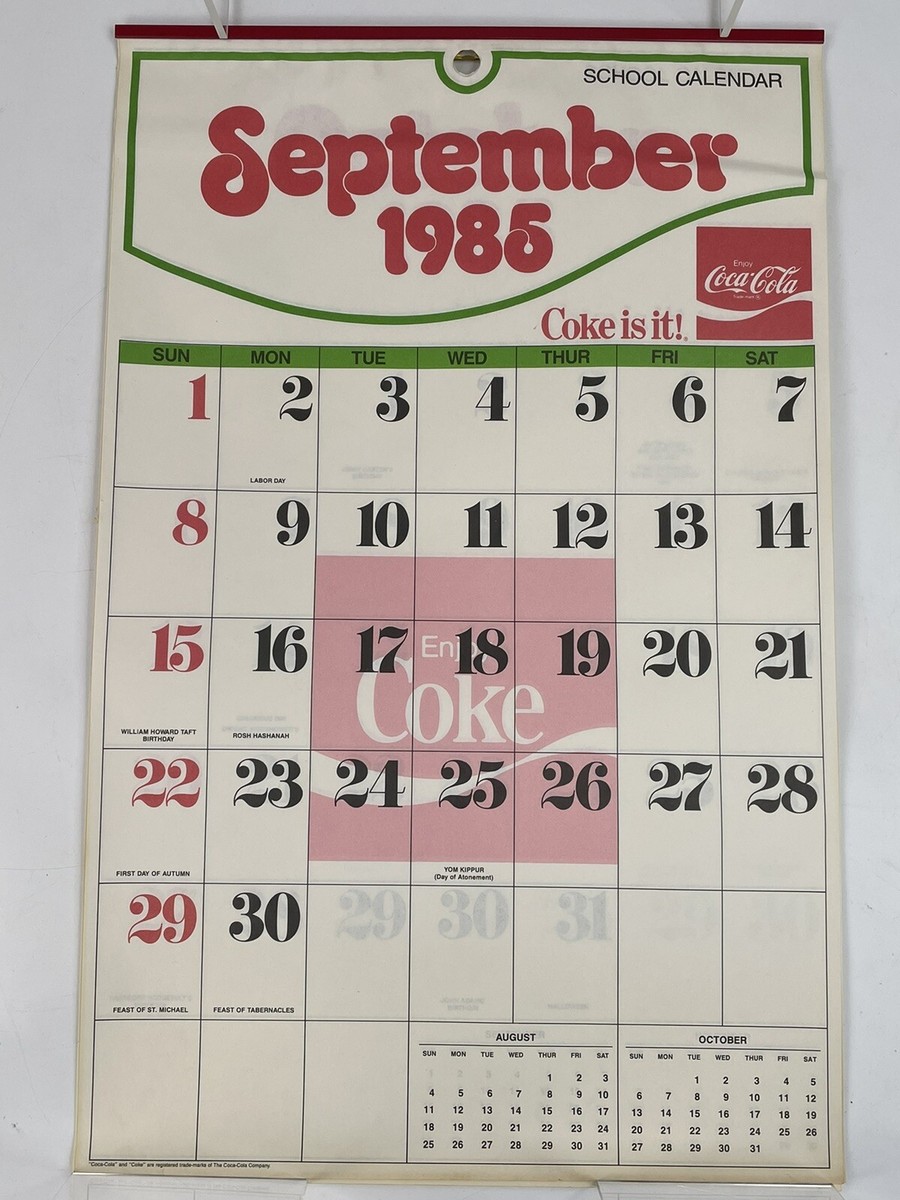 SCHOOL CALENDAR
September
1985
Enjoy
Coca-Cola
Trade-mark ®
Coke is it!®
SUN MON TUE WED THUR FRI SAT
1 2 3 4 5 6 7
LABOR DAY
8 9 10 11 12 13 14
15 16 17 18 19 20 21
Enjoy
Coke
WILLIAM HOWARD TAFT
BIRTHDAY
ROSH HASHANAH
22 23 24 25 26 27 28
FIRST DAY OF AUTUMN
YOM KIPPUR
(Day of Atonement)
29 30
FEAST OF ST. MICHAEL
FEAST OF TABERNACLES
AUGUST
SUN MON TUE WED THUR FRI SAT
1 2 3
4 5 6 7 8 9 10
11 12 13 14 15 16 17
18 19 20 21 22 23 24
25 26 27 28 29 30 31
OCTOBER
SUN MON TUE WED THUR FRI SAT
1 2 3 4 5
6 7 8 9 10 11 12
13 14 15 16 17 18 19
20 21 22 23 24 25 26
27 28 29 30 31
"Coca-Cola" and "Coke" are registered trade-marks of The Coca-Cola Company.